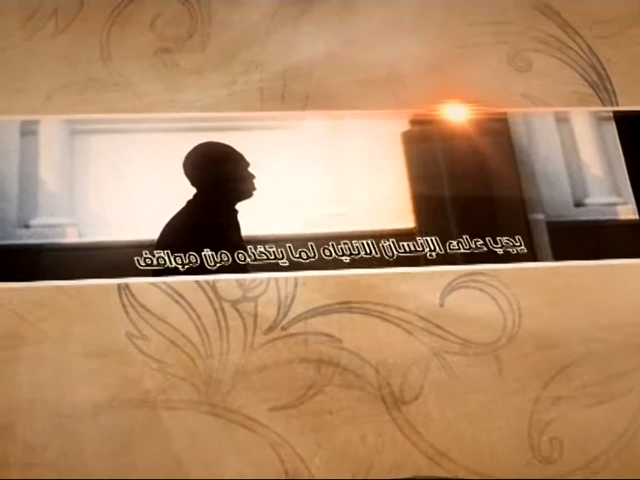 يجب على الإنسان الانتباه لما يتخذه من مواقف